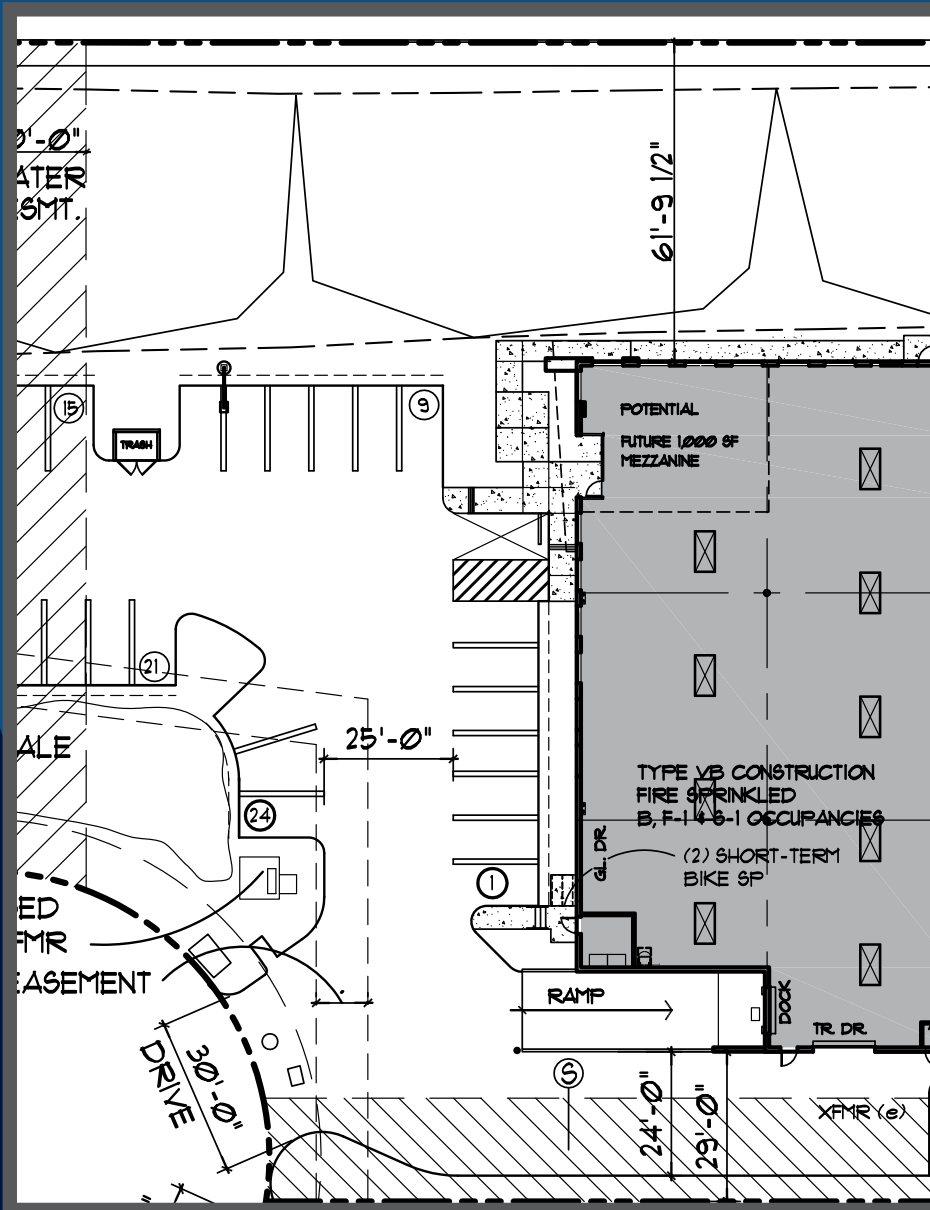 0'-0"
ATER
SMT.
61'-9 1/2"
15
9
TRASH
POTENTIAL
FUTURE 1,000 SF
MEZZANINE
21
ALE
25'-0"
24
TYPE VB CONSTRUCTION
FIRE SPRINKLED
B, F-1 & S-1 OCCUPANCIES
GL. DR.
(2) SHORT-TERM
BIKE SP
1
ED
FMR
EASEMENT
RAMP
DOCK
TR. DR.
30'-0"
DRIVE
S
24'-0"
29'-0"
XFMR (e)
"